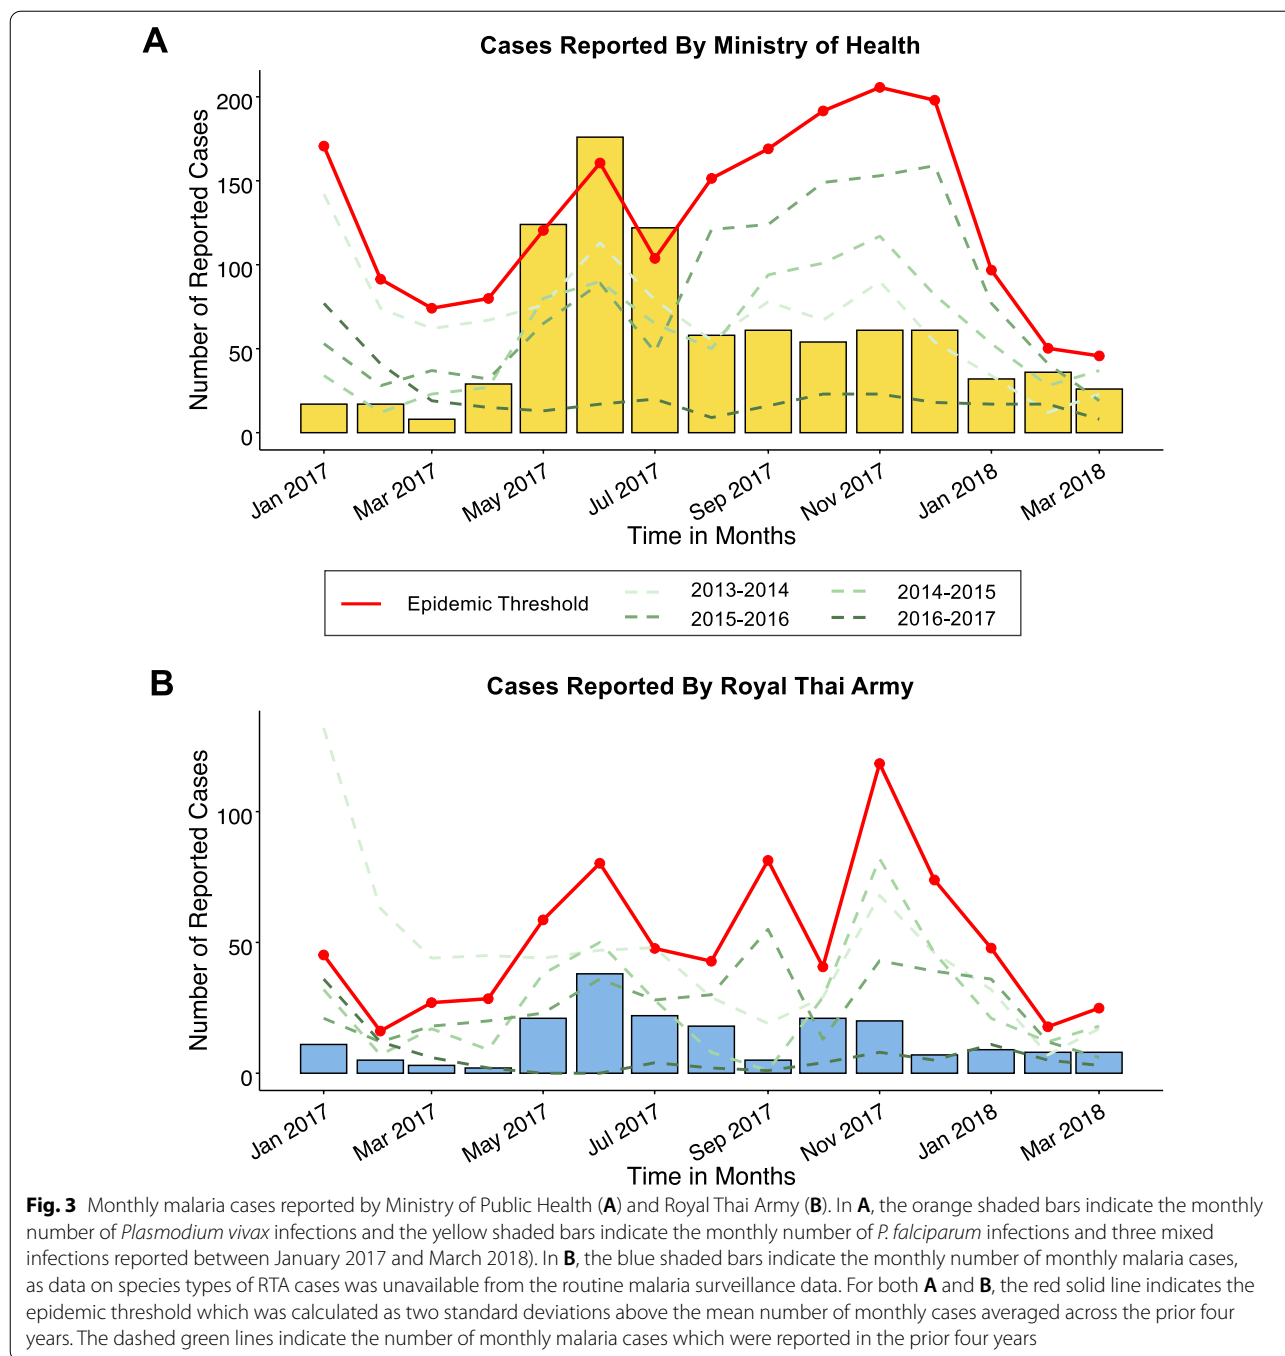 A
Cases Reported By Ministry of Health
Number of Reported Cases
200
150
100
50
0
Jan 2017
Mar 2017
May 2017
Jul 2017
Sep 2017
Nov 2017
Jan 2018
Mar 2018
Time in Months
Epidemic Threshold
2013-2014
2014-2015
2015-2016
2016-2017
B
Cases Reported By Royal Thai Army
Number of Reported Cases
100
50
0
Jan 2017
Mar 2017
May 2017
Jul 2017
Sep 2017
Nov 2017
Jan 2018
Mar 2018
Time in Months
Fig. 3 Monthly malaria cases reported by Ministry of Public Health (A) and Royal Thai Army (B). In A, the orange shaded bars indicate the monthly
number of Plasmodium vivax infections and the yellow shaded bars indicate the monthly number of P. falciparum infections and three mixed
infections reported between January 2017 and March 2018). In B, the blue shaded bars indicate the monthly number of monthly malaria cases,
as data on species types of RTA cases was unavailable from the routine malaria surveillance data. For both A and B, the red solid line indicates the
epidemic threshold which was calculated as two standard deviations above the mean number of monthly cases averaged across the prior four
years. The dashed green lines indicate the number of monthly malaria cases which were reported in the prior four years